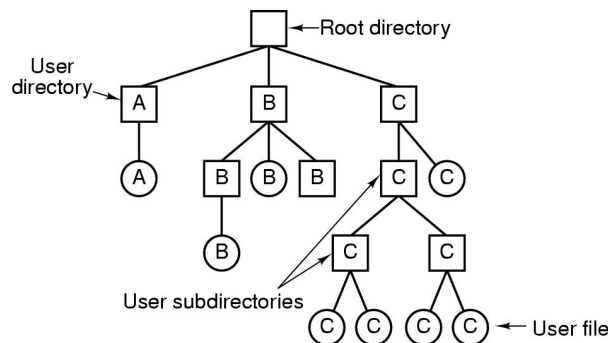 Root directory
User
directory
A B C
A B B B C C
B C C
User subdirectories
C C C C
User file